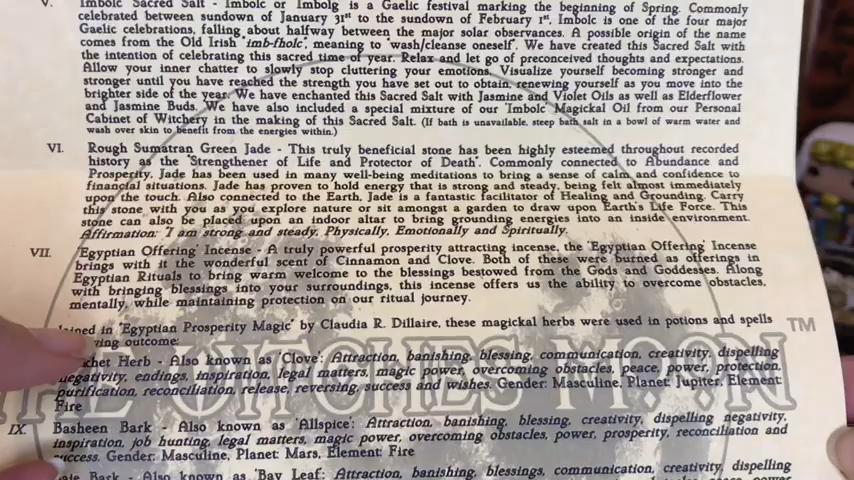 V. Imbolc Sacred Salt - Imbolc or Imbolg is a Gaelic festival marking the beginning of Spring. Commonly
celebrated between sundown of January 31st to the sundown of February 1st, Imbolc is one of the four major
Gaelic celebrations, falling about halfway between the major solar observances. A possible origin of the name
comes from the Old Irish 'imb-fholc', meaning to 'wash/cleanse oneself'. We have created this Sacred Salt with
the intention of celebrating this sacred time of year. Relax and let go of preconceived thoughts and expectations.
Allow your inner chatter to slowly stop cluttering your emotions. Visualize yourself becoming stronger and
stronger until you have reached the strength you have set out to obtain, renewing yourself as you move into the
brighter side of the year. We have enchanted this Sacred Salt with Jasmine and Violet Oils as well as Elderflower
and Jasmine Buds. We have also included a special mixture of our 'Imbolc' Magickal Oil from our Personal
Cabinet of Witchery in the making of this Sacred Salt. (If bath is unavailable, steep bath salt in a bowl of warm water and
wash over skin to benefit from the energies within.)
VI. Rough Sumatran Green Jade - This truly beneficial stone has been highly esteemed throughout recorded
history as the 'Strengthener of Life and Protector of Death'. Commonly connected to Abundance and
Prosperity, Jade has been used in many well-being meditations to bring a sense of calm and confidence to
financial situations. Jade has proven to hold energy that is strong and steady, being felt almost immediately
upon the touch. Also connected to the Earth, Jade is a fantastic facilitator of Healing and Grounding. Carry
this stone with you as you explore nature or sit amongst a garden to draw upon Earth's Life Force. This
stone can also be placed upon an indoor altar to bring grounding energies into an inside environment.
Affirmation: 'I am strong and steady, Physically, Emotionally and Spiritually.
VII. 'Egyptian Offering' Incense - A truly powerful prosperity attracting incense, the 'Egyptian Offering' Incense
brings with it the wonderful scent of Cinnamon and Clove. Both of these were burned as offerings in
Egyptian Rituals to bring warm welcome to the blessings bestowed from the Gods and Goddesses. Along
with bringing blessings into your surroundings, this incense offers us the ability to overcome obstacles,
mentally, while maintaining protection on our ritual journey.
in 'Egyptian Prosperity Magic' by Claudia R. Dillaire, these magickal herbs were used in potions and spells
outcome:
Herb - Also known as 'Clove': Attraction, banishing, blessing, communication, creativity, dispelling
negativity, endings, inspiration, legal matters, magic power, overcoming obstacles, peace, power, protection,
purification, reconciliation, release, reversing, success and wishes. Gender: Masculine, Planet: Jupiter, Element:
Fire
THE WITCHES MOON ™
IX. Basheen Bark - Also known as 'Allspice': Attraction, banishing, blessing, creativity, dispelling negativity,
inspiration, job hunting, legal matters, magic power, overcoming obstacles, power, prosperity, reconciliation and
success. Gender: Masculine, Planet: Mars, Element: Fire
Bark - Also known as 'Bay Leaf: Attraction, banishing, blessings, communication, creativity, dispelling